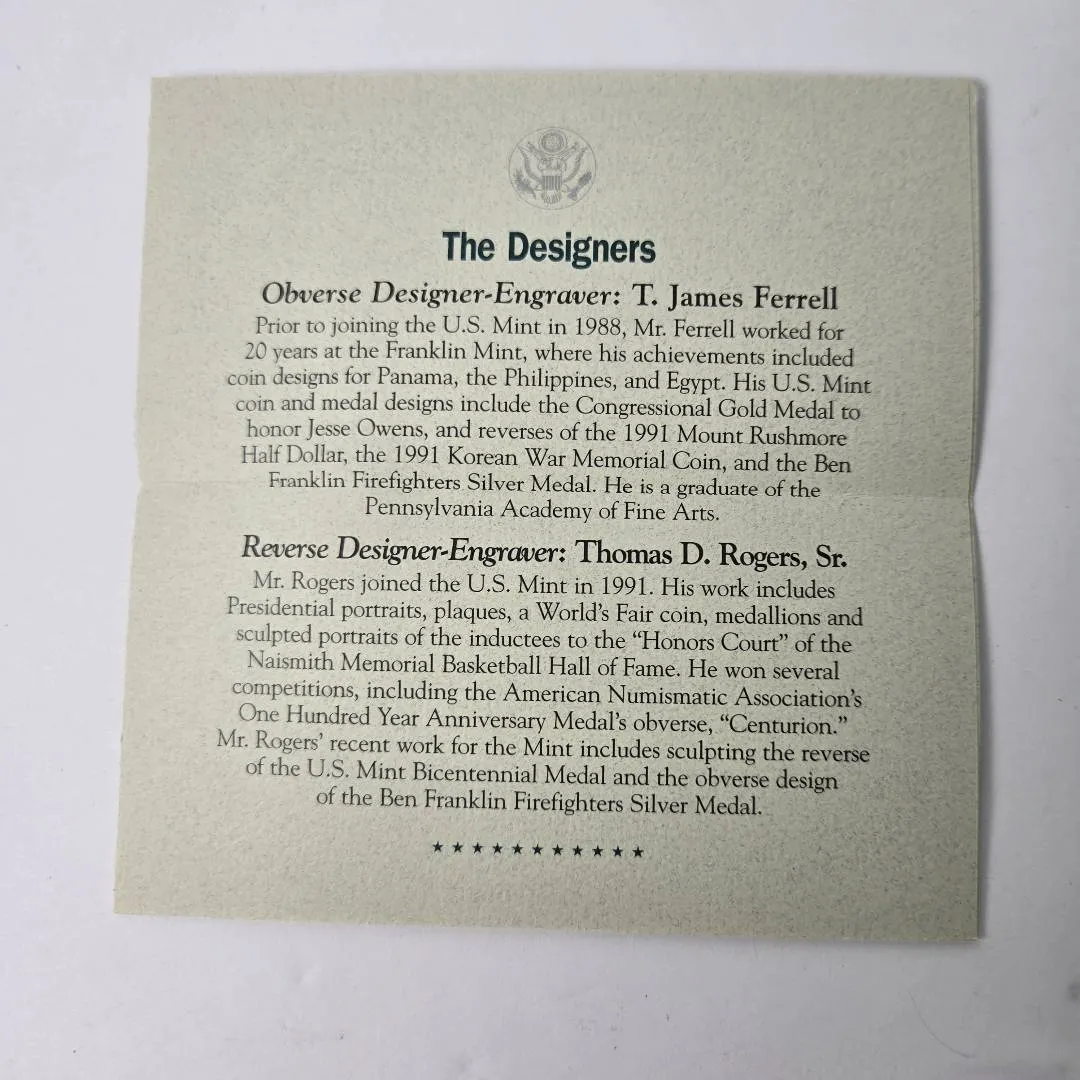 The Designers
Obverse Designer-Engraver: T. James Ferrell
Prior to joining the U.S. Mint in 1988, Mr. Ferrell worked for
20 years at the Franklin Mint, where his achievements included
coin designs for Panama, the Philippines, and Egypt. His U.S. Mint
coin and medal designs include the Congressional Gold Medal to
honor Jesse Owens, and reverses of the 1991 Mount Rushmore
Half Dollar, the 1991 Korean War Memorial Coin, and the Ben
Franklin Firefighters Silver Medal. He is a graduate of the
Pennsylvania Academy of Fine Arts.
Reverse Designer-Engraver: Thomas D. Rogers, Sr.
Mr. Rogers joined the U.S. Mint in 1991. His work includes
Presidential portraits, plaques, a World's Fair coin, medallions and
sculpted portraits of the inductees to the “Honors Court” of the
Naismith Memorial Basketball Hall of Fame. He won several
competitions, including the American Numismatic Association's
One Hundred Year Anniversary Medal's obverse, “Centurion.”
Mr. Rogers' recent work for the Mint includes sculpting the reverse
of the U.S. Mint Bicentennial Medal and the obverse design
of the Ben Franklin Firefighters Silver Medal.
★ ★ ★ ★ ★ ★ ★ ★ ★ ★ ★